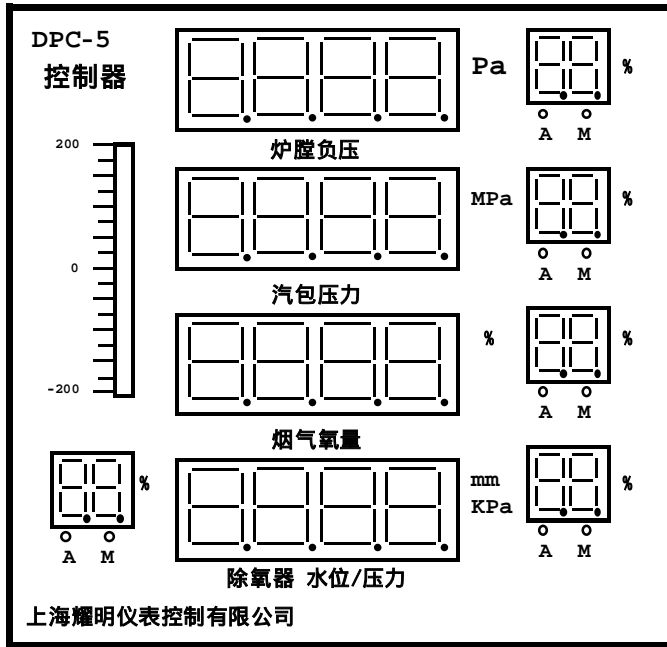 DPC-5
控制器
Pa
%
A M
炉膛负压
200
0
-200
MPa
%
A M
汽包压力
%
%
A M
烟气氧量
%
A M
mm
KPa
%
A M
除氧器 水位/压力
上海耀明仪表控制有限公司